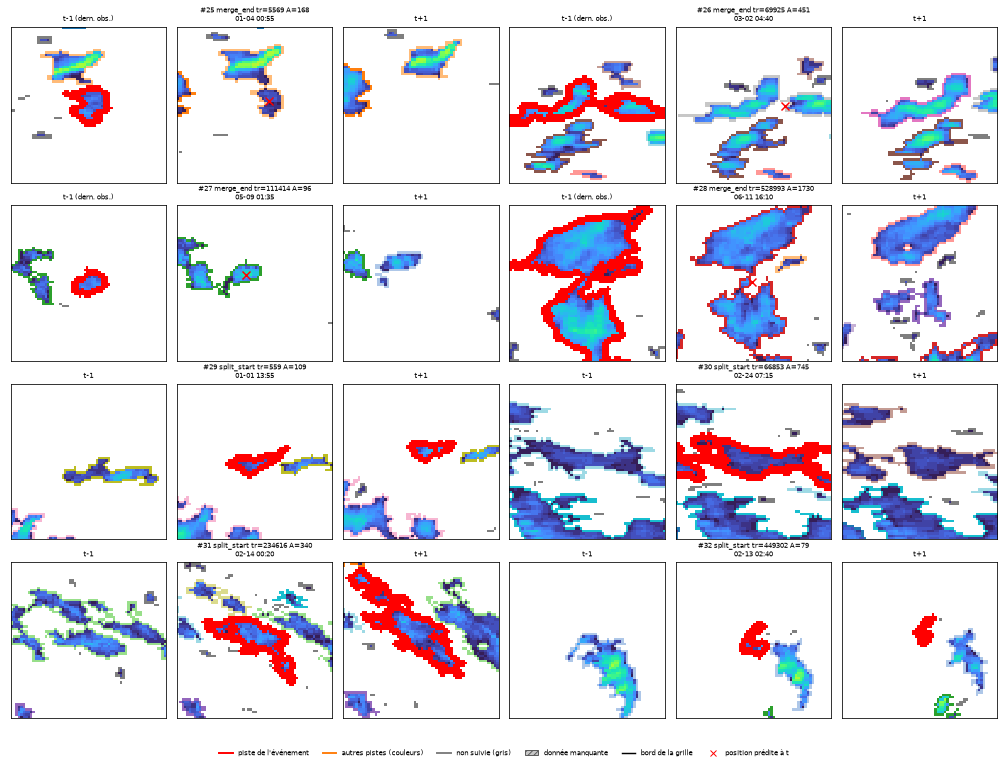 #25 merge_end tr=5569 A=168
t-1 (dern. obs.)
01-04 00:55
t+1
#26 merge_end tr=69925 A=451
t-1 (dern. obs.)
03-02 04:40
t+1
#27 merge_end tr=111414 A=96
t-1 (dern. obs.)
05-09 01:35
t+1
#28 merge_end tr=528993 A=1730
t-1 (dern. obs.)
06-11 16:10
t+1
#29 split_start tr=559 A=109
t-1
01-01 13:55
t+1
#30 split_start tr=66853 A=745
t-1
02-24 07:15
t+1
#31 split_start tr=234616 A=340
t-1
02-14 00:20
t+1
#32 split_start tr=449302 A=79
t-1
02-13 02:40
t+1
piste de l'événement
autres pistes (couleurs)
non suivie (gris)
donnée manquante
bord de la grille
position prédite à t